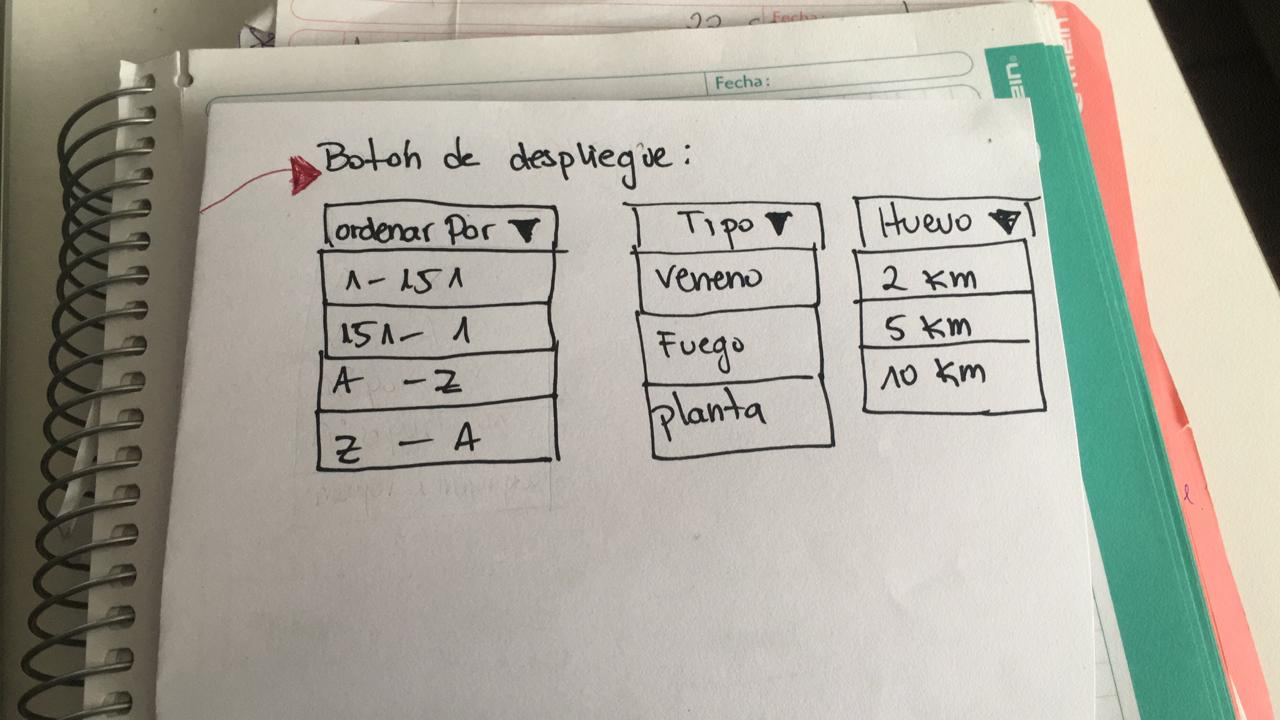 Fecha:
Fecha:
Botoh de despliegue:
ordenar Por ▼
1-151
151-1
A -Z
Z — A
Tipo ▼
Veneno
Fuego
planta
Huevo ▼
2 Km
5 Km
10 Km